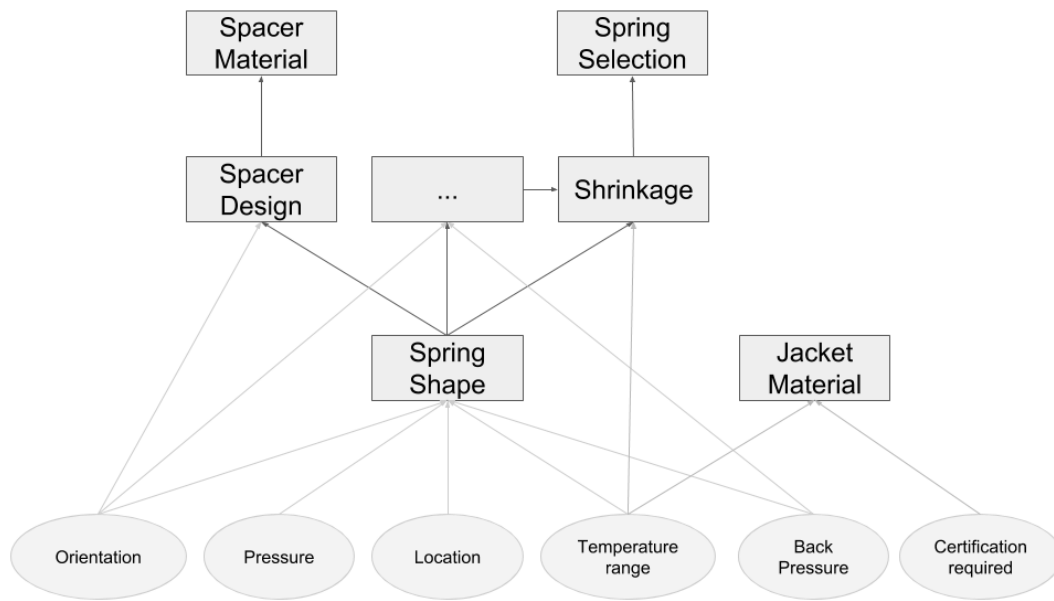 Spacer
Material
Spring
Selection
Spacer
Design
...
Shrinkage
Spring
Shape
Jacket
Material
Orientation
Pressure
Location
Temperature
range
Back
Pressure
Certification
required